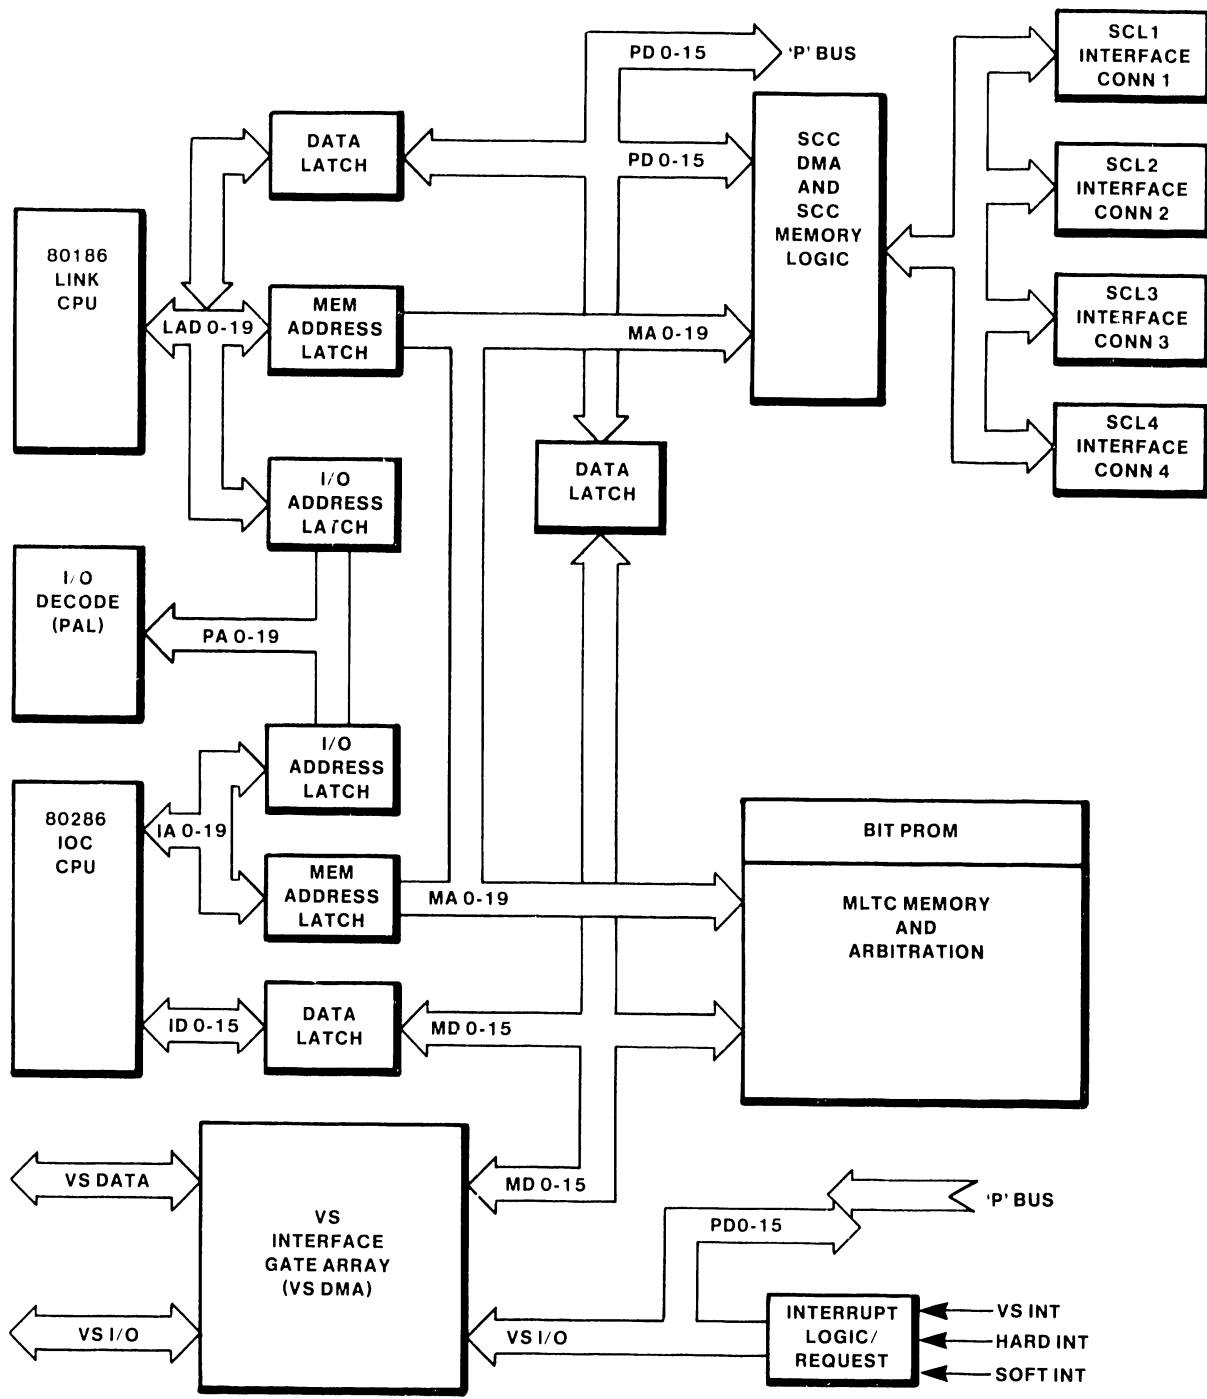 PD 0-15
'P' BUS
SCL1
INTERFACE
CONN 1
DATA
LATCH
PD 0-15
SCC
DMA
AND
SCC
MEMORY
LOGIC
SCL2
INTERFACE
CONN 2
80186
LINK
CPU
LAD 0-19
MEM
ADDRESS
LATCH
MA 0-19
SCL3
INTERFACE
CONN 3
SCL4
INTERFACE
CONN 4
I/O
ADDRESS
LATCH
DATA
LATCH
I/O
DECODE
(PAL)
PA 0-19
I/O
ADDRESS
LATCH
80286
IOC
CPU
IA 0-19
MEM
ADDRESS
LATCH
MA 0-19
BIT PROM
MLTC MEMORY
AND
ARBITRATION
ID 0-15
DATA
LATCH
MD 0-15
VS DATA
VS
INTERFACE
GATE ARRAY
(VS DMA)
MD 0-15
'P' BUS
PD0-15
VS I/O
VS I/O
INTERRUPT
LOGIC/
REQUEST
VS INT
HARD INT
SOFT INT